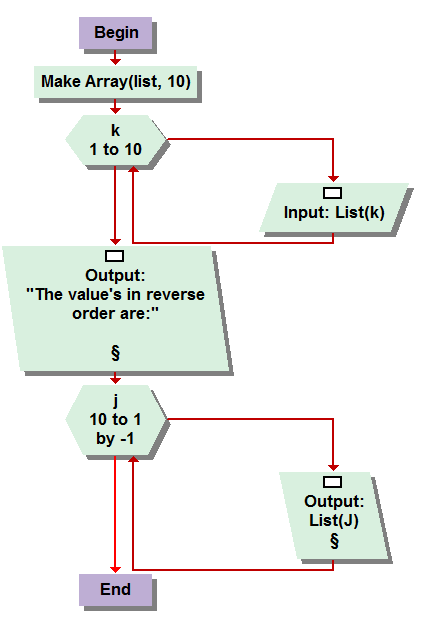 Begin
Make Array(list, 10)
k
1 to 10
Input: List(k)
Output:
"The value's in reverse
order are:"
§
j
10 to 1
by -1
Output:
List(J)
§
End